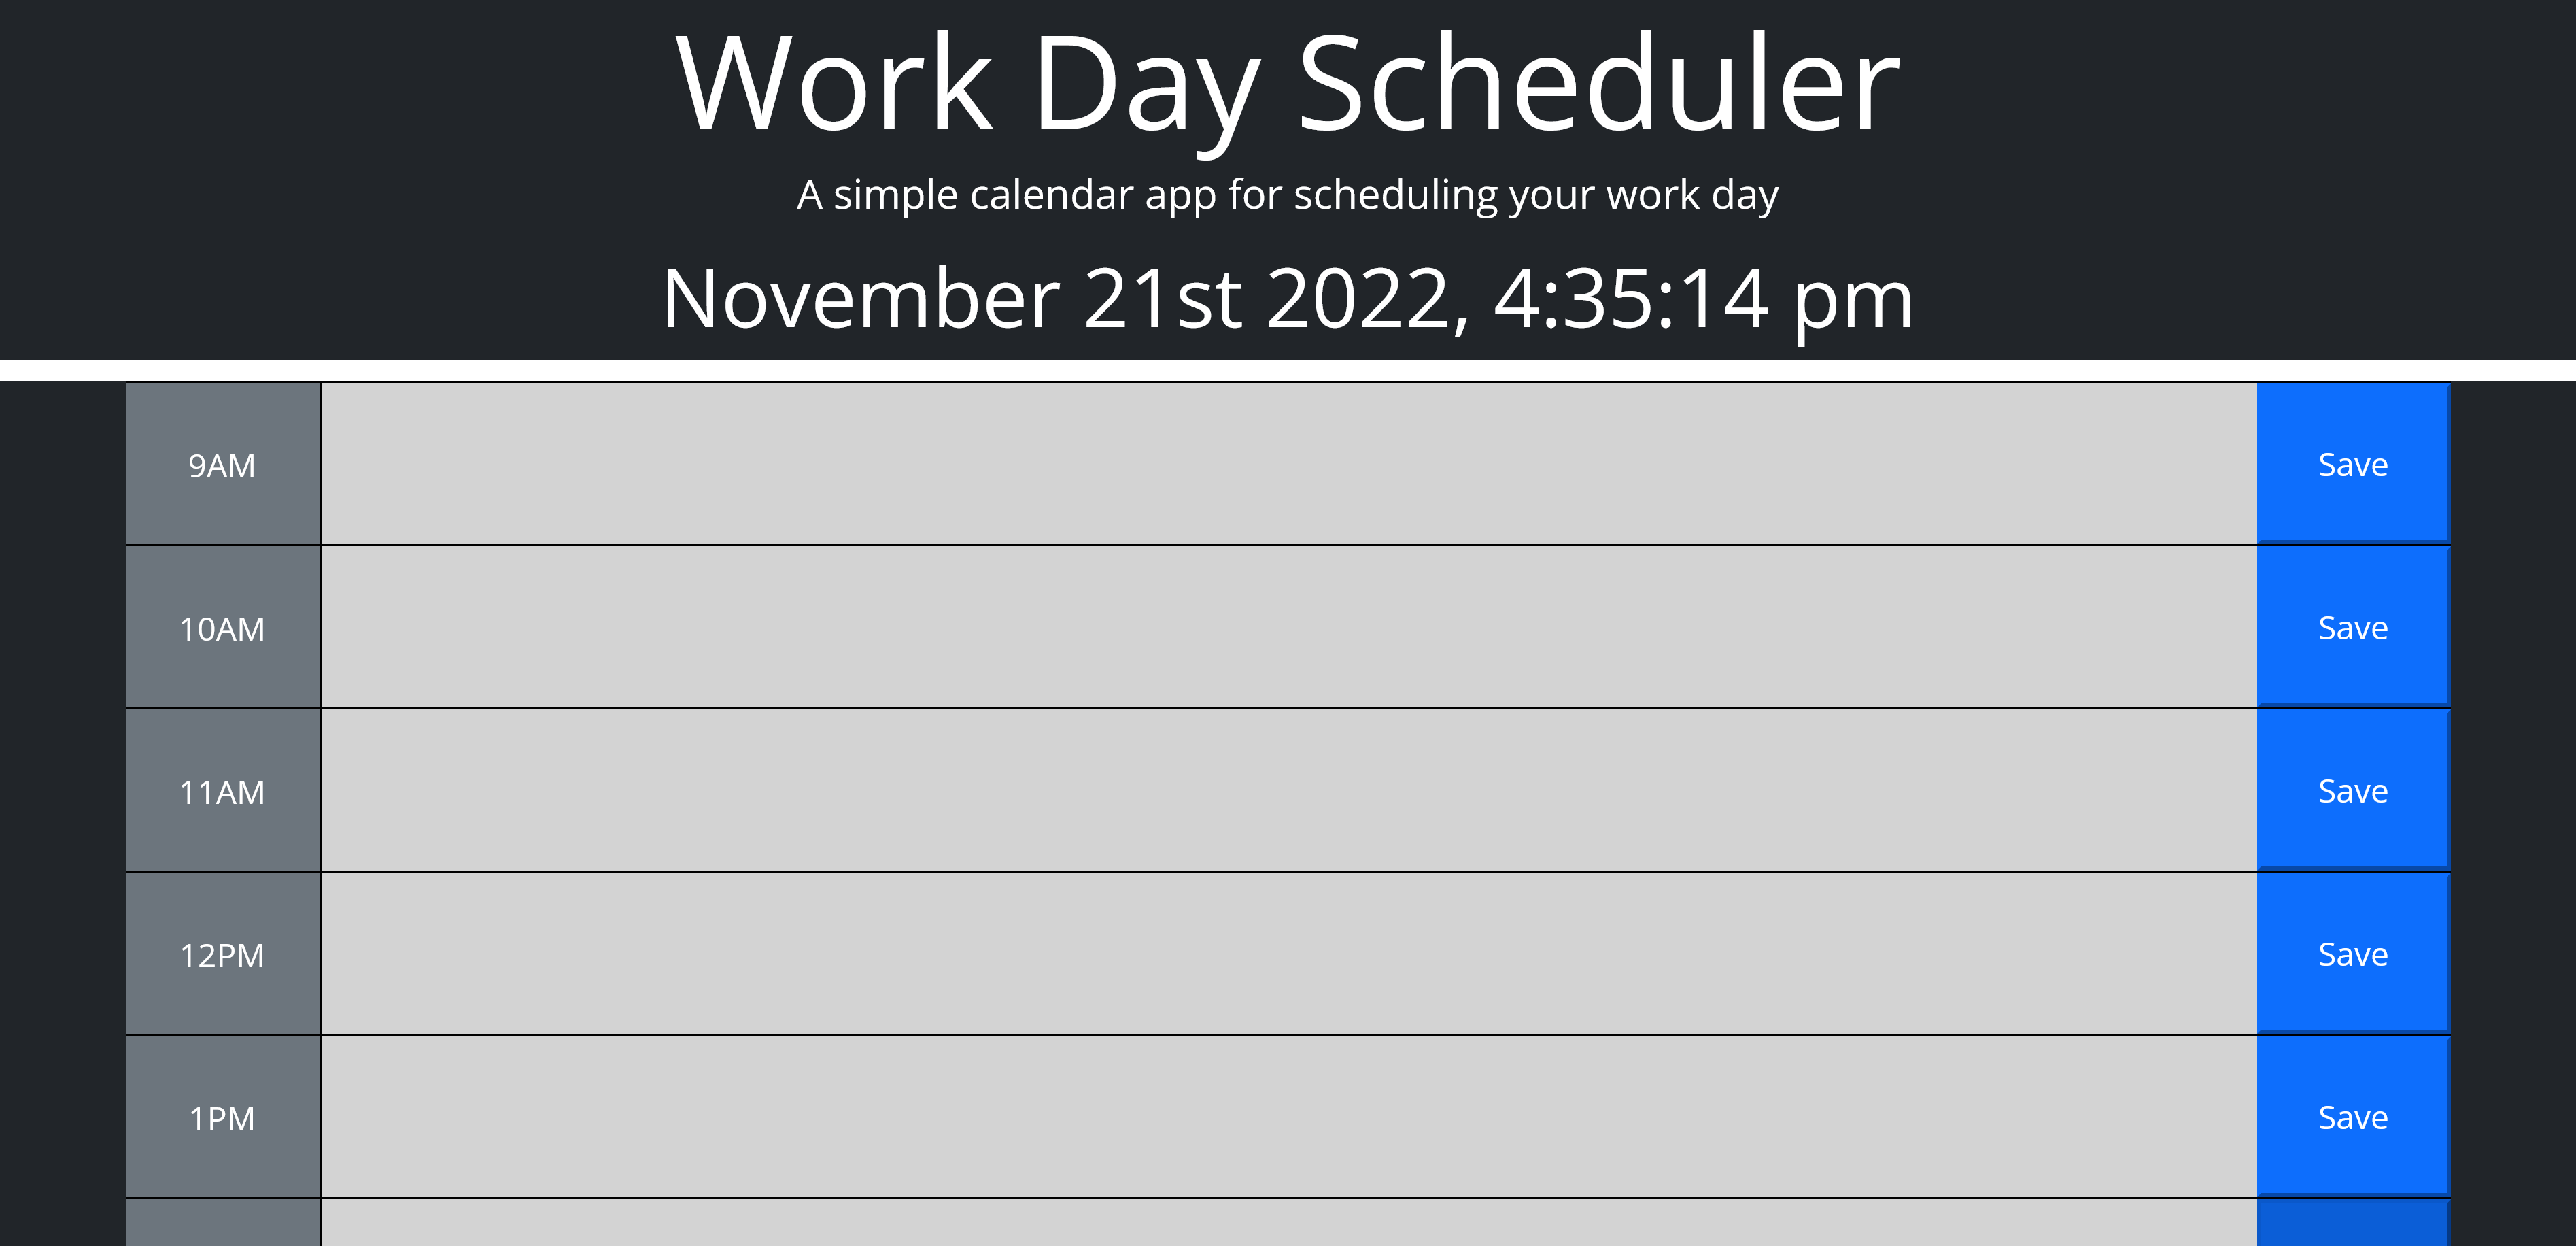 Work Day Scheduler
A simple calendar app for scheduling your work day
November 21st 2022, 4:35:14 pm
9AM Save
10AM Save
11AM Save
12PM Save
1PM Save